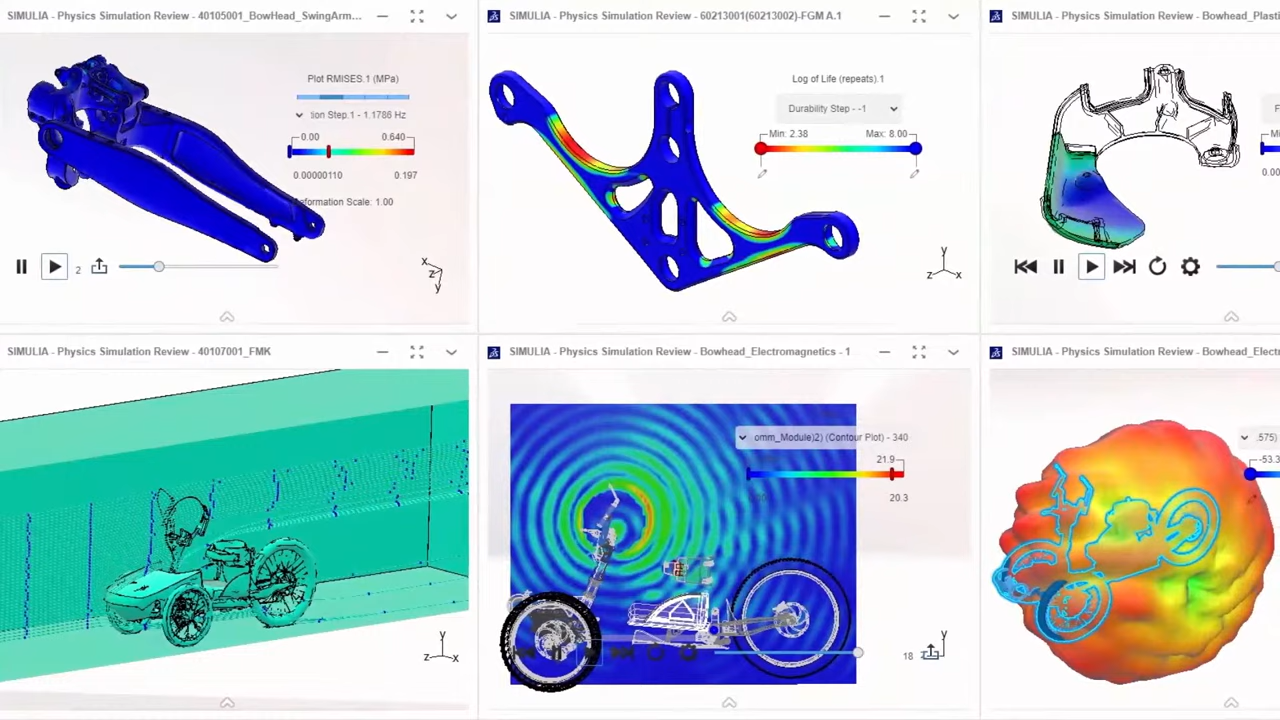 SIMULIA - Physics Simulation Review - 40105001_BowHead_SwingArm...
Plot RMISES.1 (MPa)
Step.1 - 1.1786 Hz
0.00 0.640
0.00000110 0.197
Deformation Scale: 1.00
2
x
z
y
SIMULIA - Physics Simulation Review - 60213001(60213002)-FGM A.1
Log of Life (repeats).1
Durability Step - -1
Min: 2.38 Max: 8.00
y
z x
SIMULIA - Physics Simulation Review - Bowhead_Plasti
SIMULIA - Physics Simulation Review - 40107001_FMK
y
z x
SIMULIA - Physics Simulation Review - Bowhead_Electromagnetics - 1
omm_Module)2) (Contour Plot) - 340
21.9
20.3
y
18
SIMULIA - Physics Simulation Review - Bowhead_Electr
.575)
-53.3